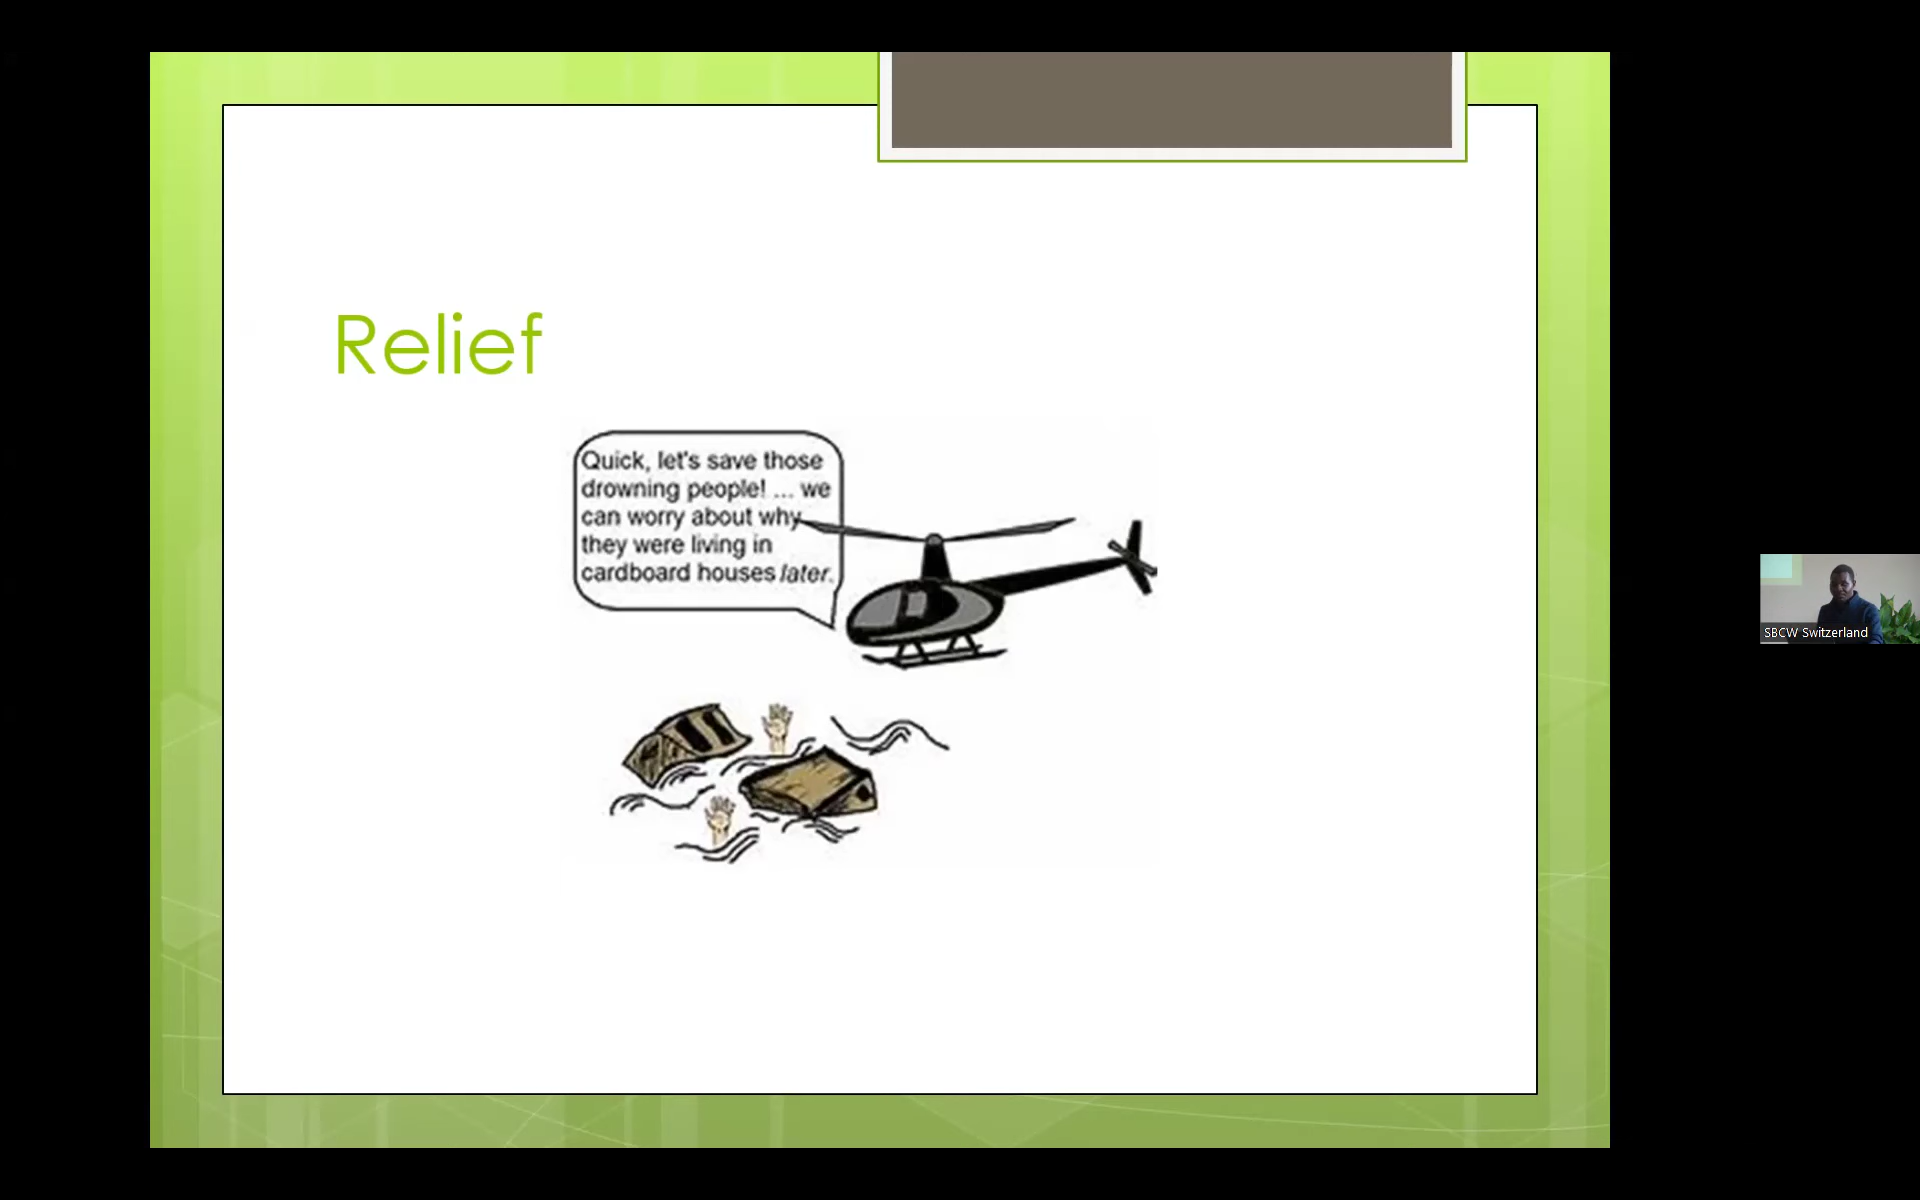 Relief
Quick, let's save those
drowning people! ... we
can worry about why
they were living in
cardboard houses later.
SBCW Switzerland